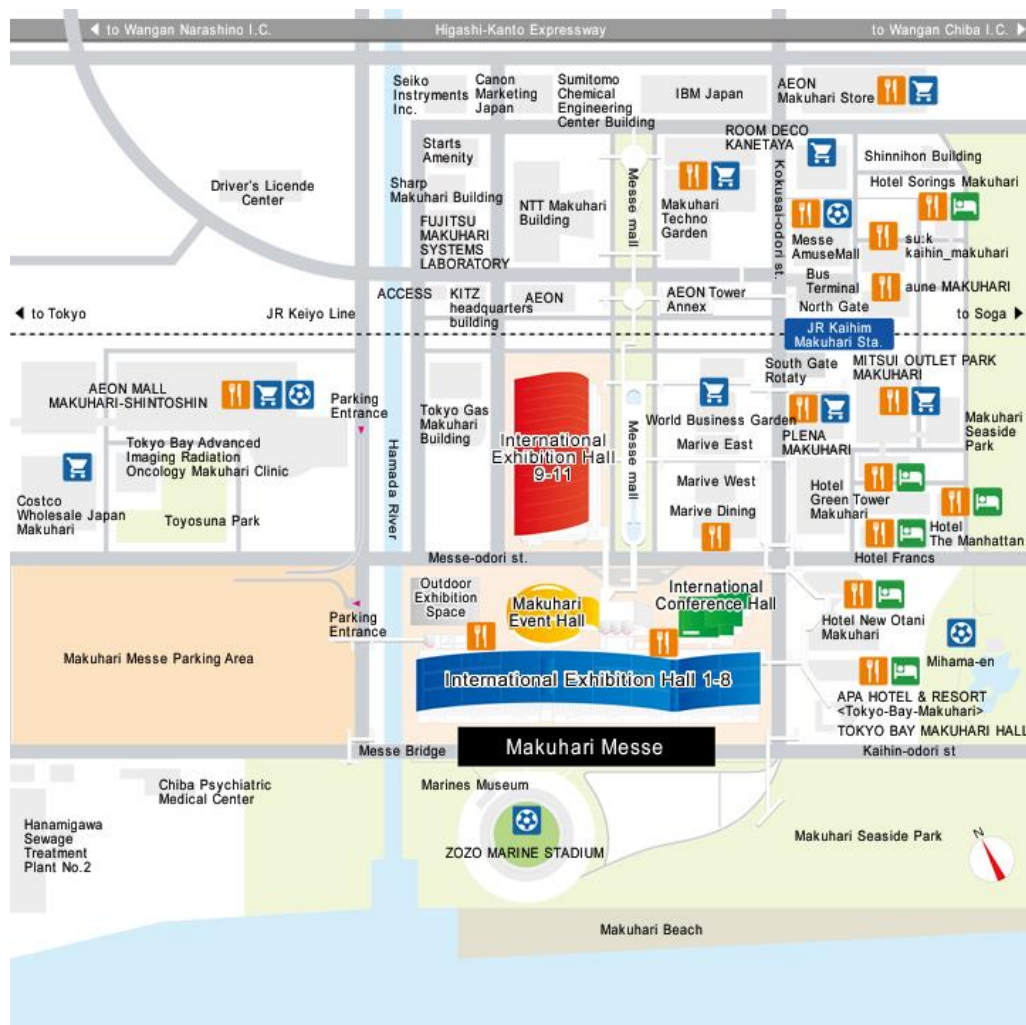 to Wangan Narashino I.C.
Higashi-Kanto Expressway
to Wangan Chiba I.C.
Seiko
Instryments
Inc.
Canon
Marketing
Japan
Sumitomo
Chemical
Engineering
Center Building
IBM Japan
AEON
Makuhari Store
ROOM DECO
KANETAYA
Starts
Amenity
Shinnihon Building
Driver's Licende
Center
Sharp
Makuhari Building
NTT Makuhari
Building
Messe mall
Makuhari
Techno
Garden
Kokusai-odori st.
Hotel Sorings Makuhari
FUJITSU
MAKUHARI
SYSTEMS
LABORATORY
Messe
AmuseMall
su:k
kaihin_makuhari
Bus
Terminal
aune MAKUHARI
ACCESS
KITZ
headquarters
building
AEON
AEON Tower
Annex
North Gate
to Tokyo
JR Keiyo Line
to Soga
JR Kaihim
Makuhari Sta.
South Gate
Rotaty
MITSUI OUTLET PARK
MAKUHARI
AEON MALL
MAKUHARI-SHINTOSHIN
Parking
Entrance
Tokyo Gas
Makuhari
Building
International
Exhibition Hall
9-11
Messe mall
World Business Garden
Marive East
PLENA
MAKUHARI
Makuhari
Seaside
Park
Tokyo Bay Advanced
Imaging Radiation
Oncology Makuhari Clinic
Hamada River
Marive West
Hotel
Green Tower
Makuhari
Costco
Wholesale Japan
Makuhari
Toyosuna Park
Marive Dining
Hotel
The Manhattan
Messe-odori st.
Hotel Francs
Outdoor
Exhibition
Space
Makuhari
Event Hall
International
Conference Hall
Parking
Entrance
Hotel New Otani
Makuhari
Makuhari Messe Parking Area
Mihama-en
International Exhibition Hall 1-8
APA HOTEL & RESORT
<Tokyo-Bay-Makuhari>
TOKYO BAY MAKUHARI HALL
Messe Bridge
Makuhari Messe
Kaihin-odori st
Chiba Psychiatric
Medical Center
Marines Museum
Hanamigawa
Sewage
Treatment
Plant No.2
ZOZO MARINE STADIUM
Makuhari Seaside Park
N
Makuhari Beach